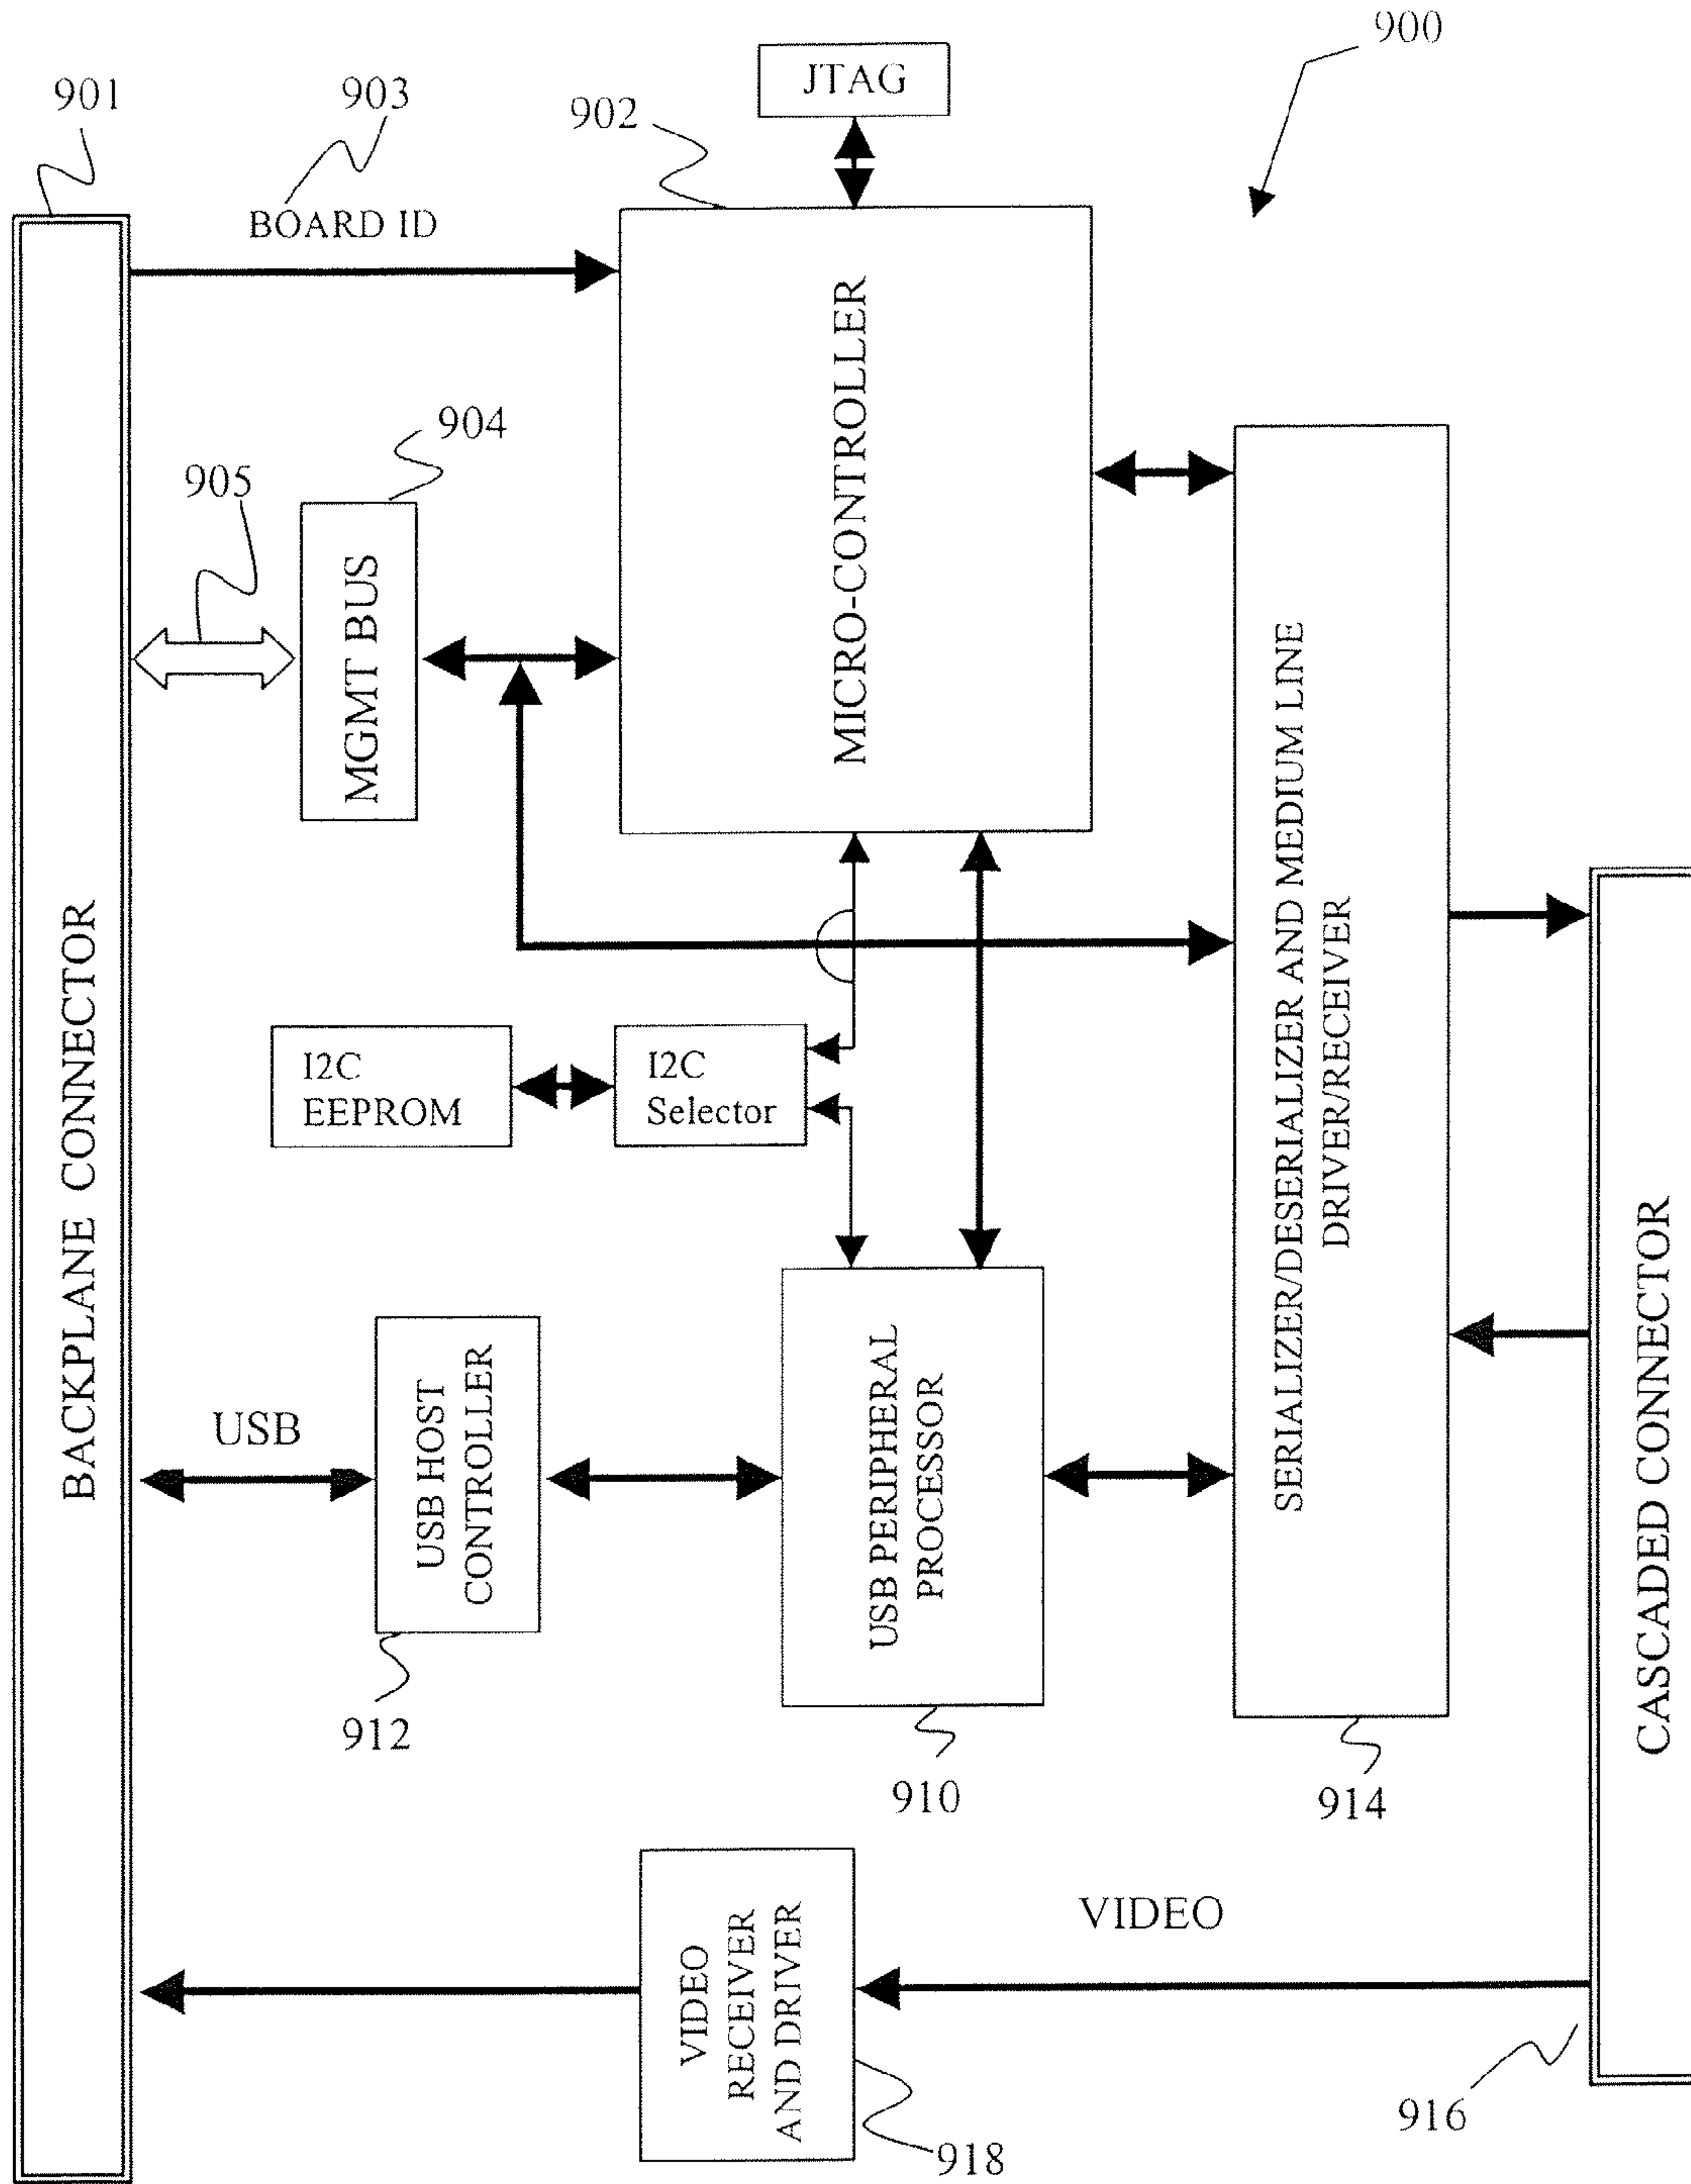 900
JTAG
901
903
902
BOARD ID
904
905
MICRO-CONTROLLER
MGMT BUS
BACKPLANE CONNECTOR
SERIALIZER/DESERIALIZER AND MEDIUM LINE
DRIVER/RECEIVER
I2C
EEPROM
I2C
Selector
CASCADED CONNECTOR
USB
USB HOST
CONTROLLER
USB PERIPHERAL
PROCESSOR
912
910
914
VIDEO
RECEIVER
AND DRIVER
VIDEO
916
918